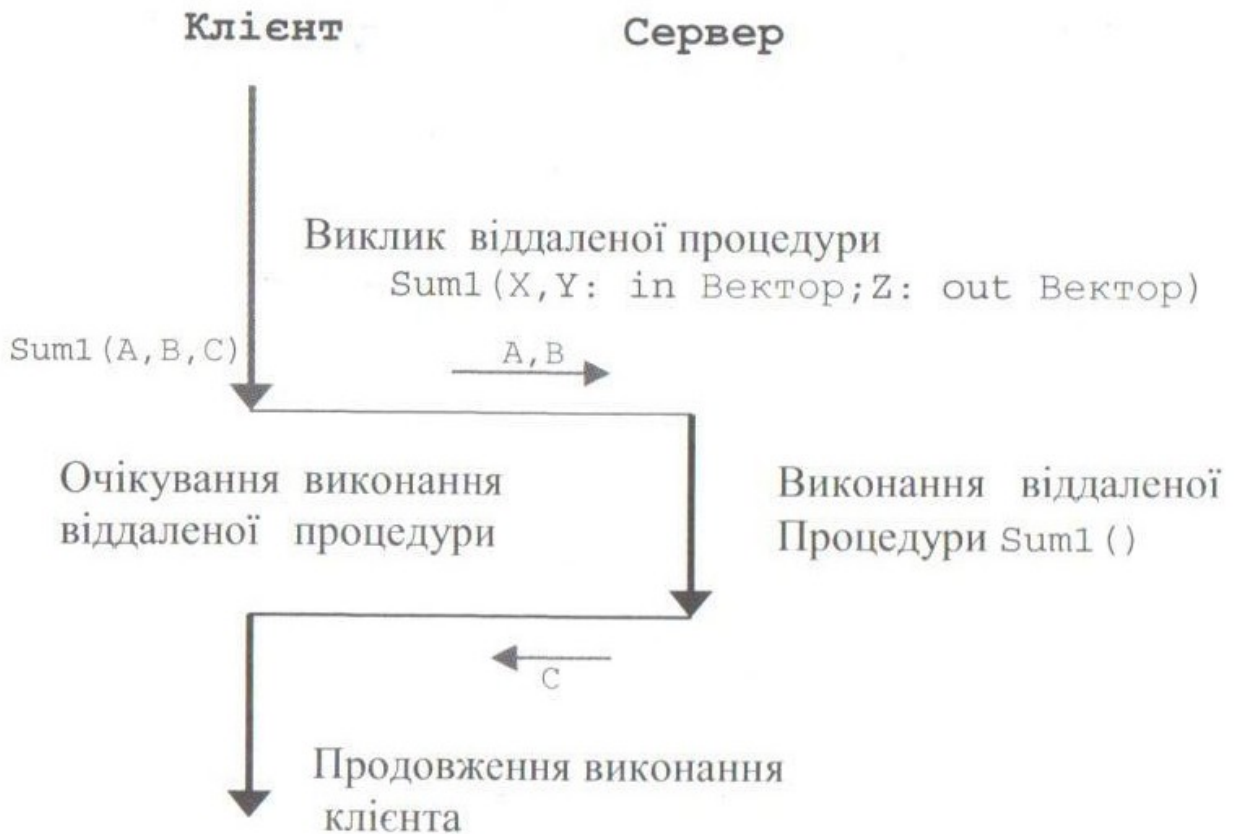 Клієнт Сервер
Виклик віддаленої процедури
Sum1(X,Y: in Вектор;Z: out Вектор)
Sum1(A,B,C)
A,B
Очікування виконання
віддаленої процедури
Виконання віддаленої
Процедури Sum1()
C
Продовження виконання
клієнта